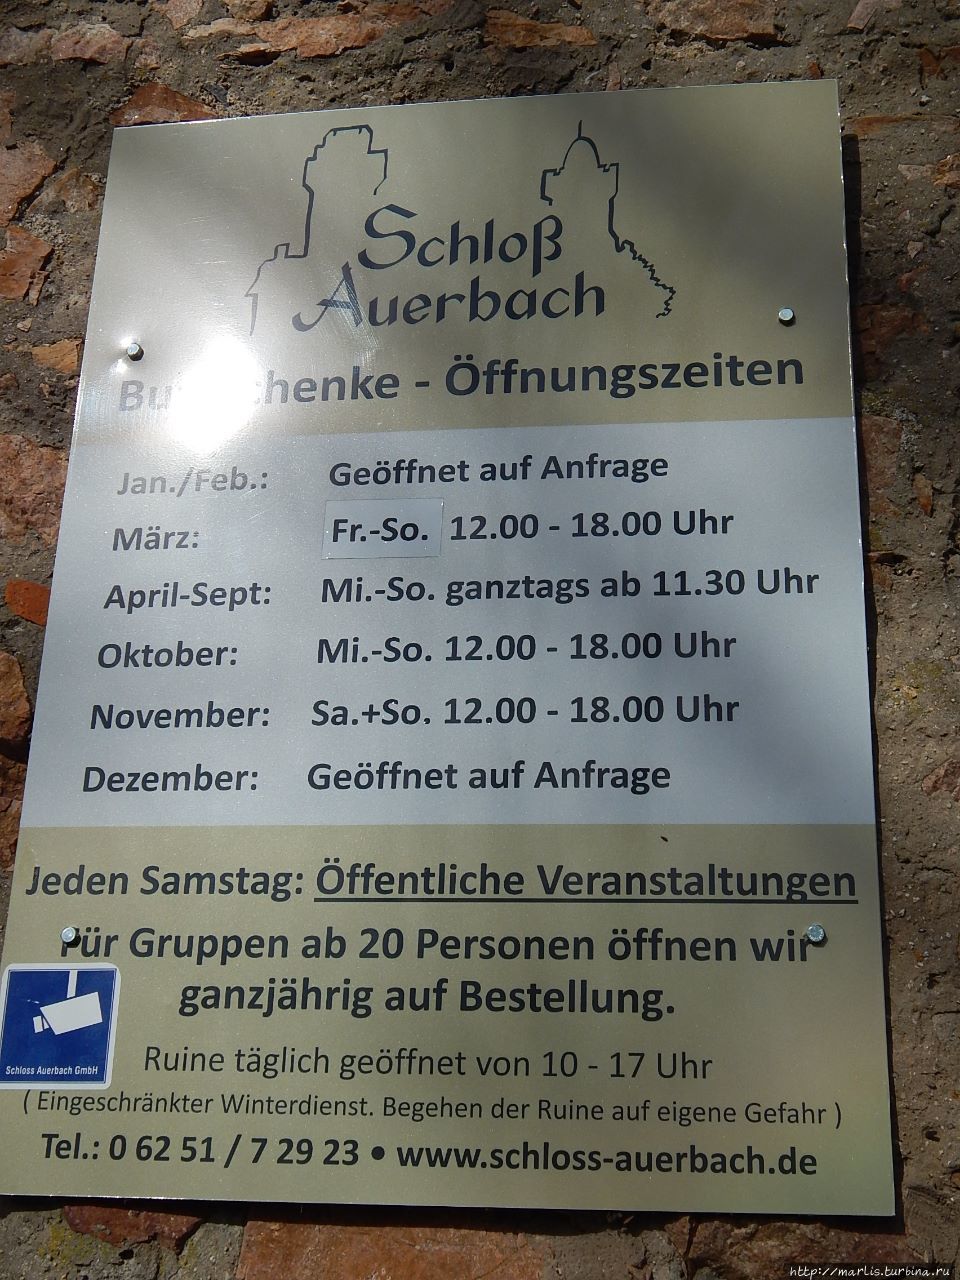 Schloß
Auerbach
- Öffnungszeiten
Jan./Feb.: Geöffnet auf Anfrage
März: Fr.-So. 12.00 - 18.00 Uhr
April-Sept: Mi.-So. ganztags ab 11.30 Uhr
Oktober: Mi.-So. 12.00 - 18.00 Uhr
November: Sa.+So. 12.00 - 18.00 Uhr
Dezember: Geöffnet auf Anfrage
Jeden Samstag: Öffentliche Veranstaltungen
Für Gruppen ab 20 Personen öffnen wir
ganzjährig auf Bestellung.
Schloss Auerbach GmbH
Ruine täglich geöffnet von 10 - 17 Uhr
( Eingeschränkter Winterdienst. Begehen der Ruine auf eigene Gefahr )
Tel.: 0 62 51 / 7 29 23 • www.schloss-auerbach.de
http://marlis.turbina.ru